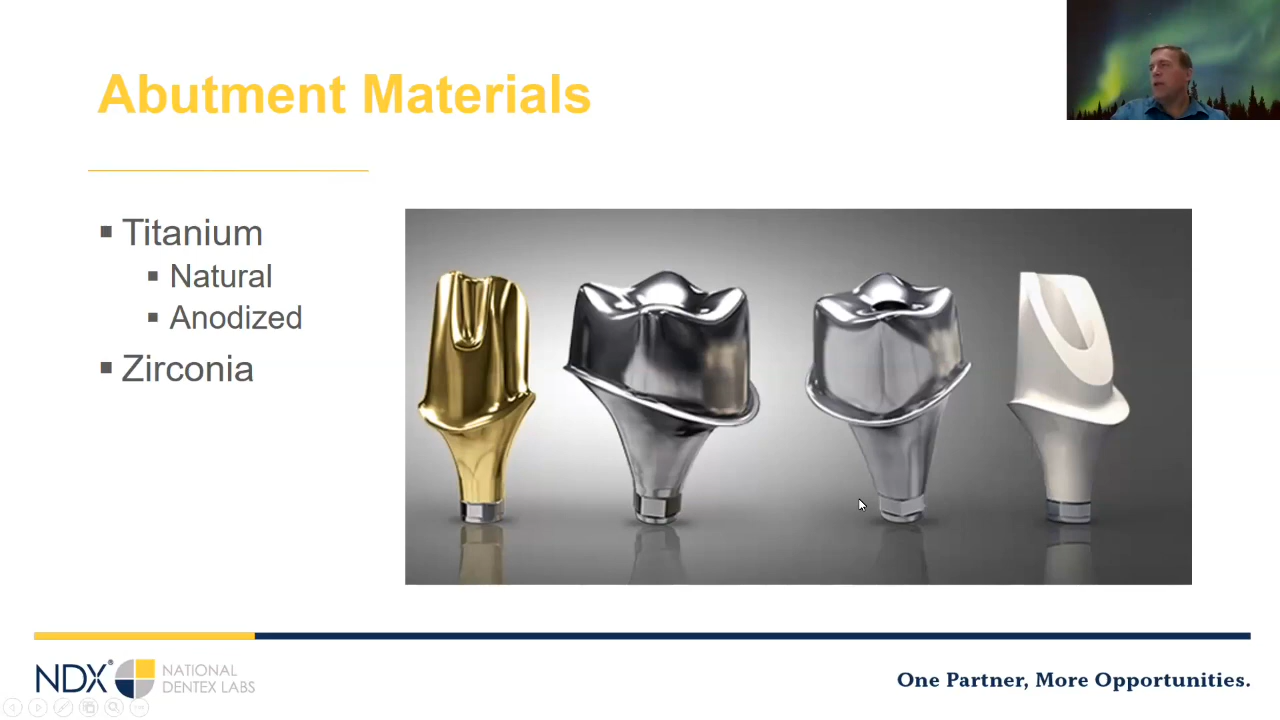 Abutment Materials
Titanium
Natural
Anodized
Zirconia
NDX®
NATIONAL
DENTEX LABS
One Partner, More Opportunities.